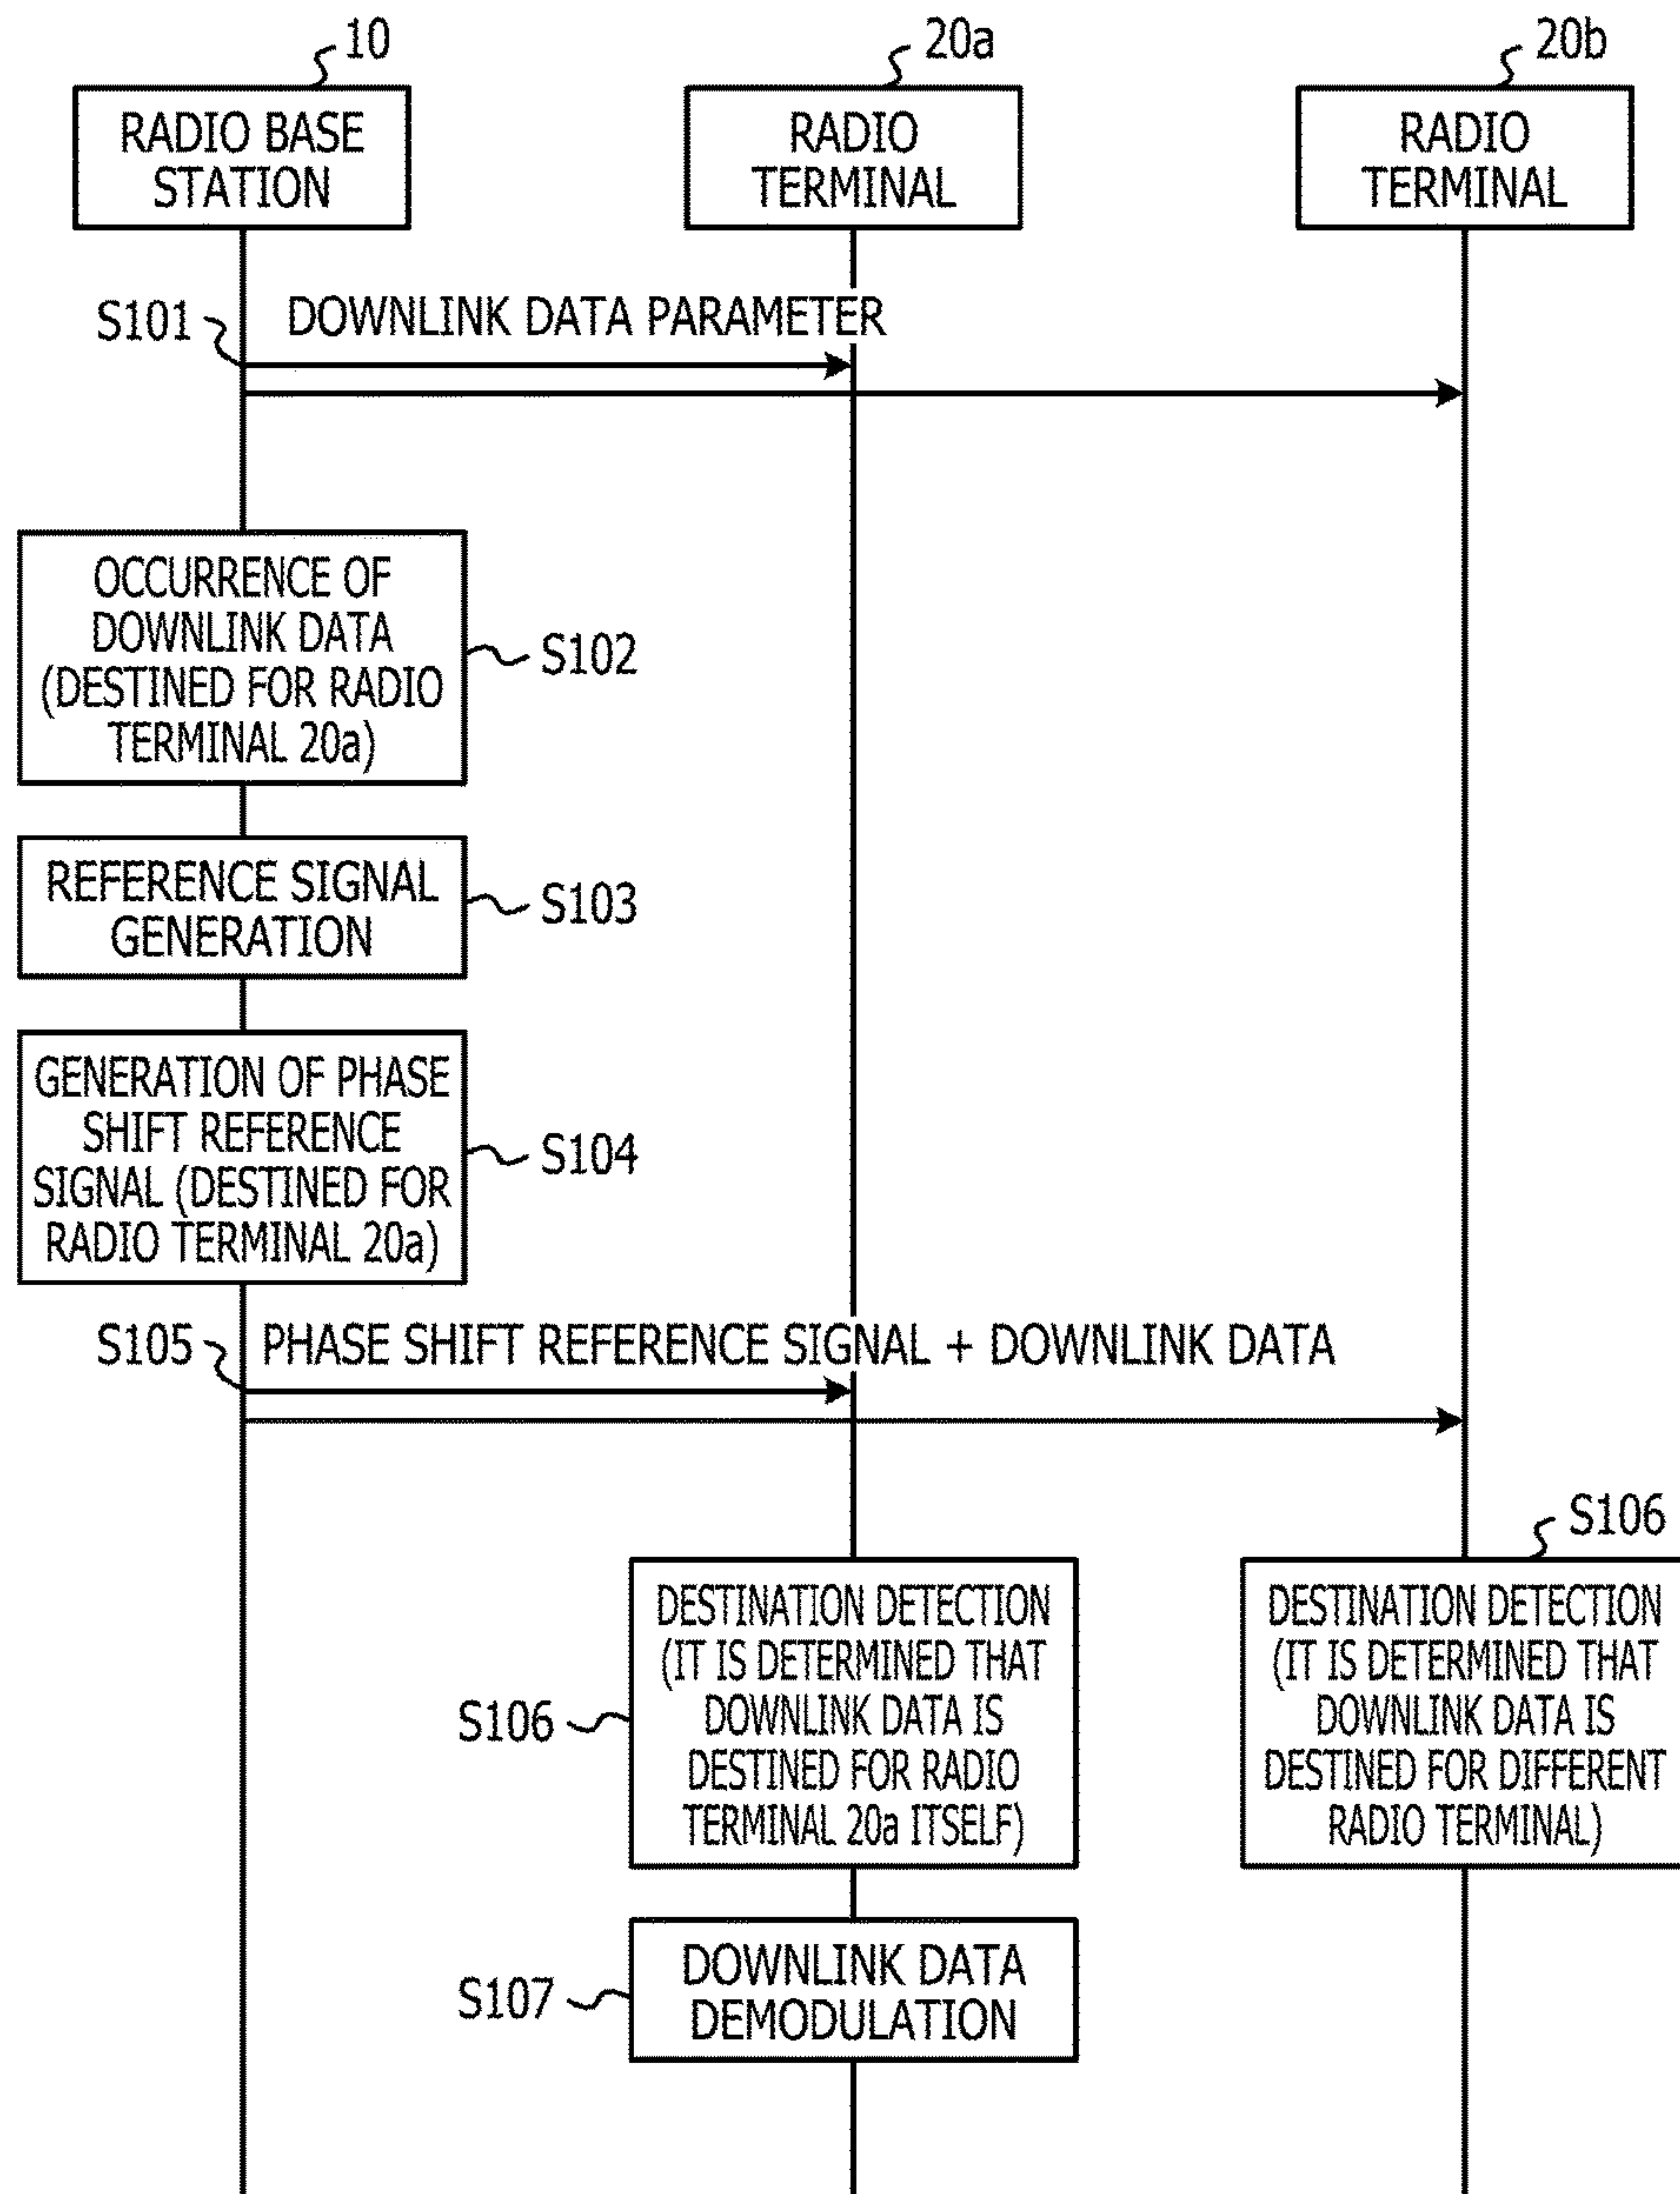 10
20a
20b
RADIO BASE
STATION
RADIO
TERMINAL
RADIO
TERMINAL
S101
DOWNLINK DATA PARAMETER
OCCURRENCE OF
DOWNLINK DATA
(DESTINED FOR RADIO
TERMINAL 20a)
S102
REFERENCE SIGNAL
GENERATION
S103
GENERATION OF PHASE
SHIFT REFERENCE
SIGNAL (DESTINED FOR
RADIO TERMINAL 20a)
S104
S105
PHASE SHIFT REFERENCE SIGNAL + DOWNLINK DATA
S106
DESTINATION DETECTION
(IT IS DETERMINED THAT
DOWNLINK DATA IS
DESTINED FOR RADIO
TERMINAL 20a ITSELF)
S106
DESTINATION DETECTION
(IT IS DETERMINED THAT
DOWNLINK DATA IS
DESTINED FOR DIFFERENT
RADIO TERMINAL)
S107
DOWNLINK DATA
DEMODULATION